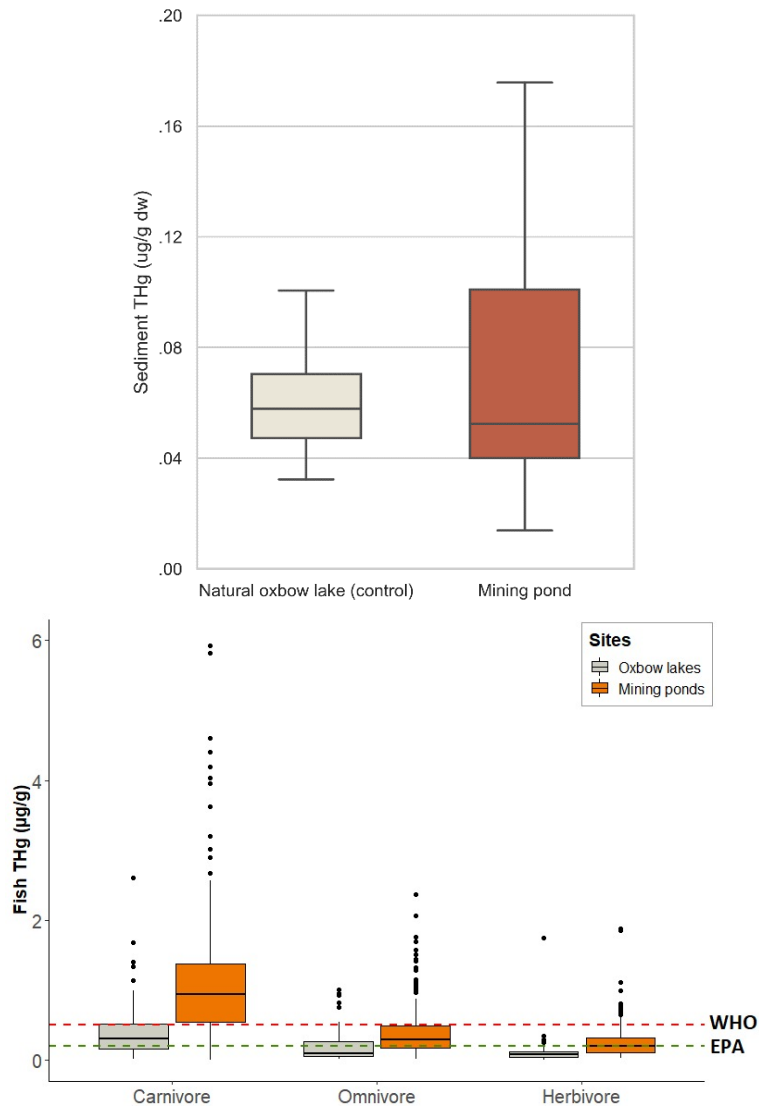 .20
.16
.12
.08
.04
.00
Sediment THg (ug/g dw)
Natural oxbow lake (control) Mining pond
6
4
2
0
Fish THg (µg/g)
Sites
Oxbow lakes
Mining ponds
WHO
EPA
Carnivore Omnivore Herbivore